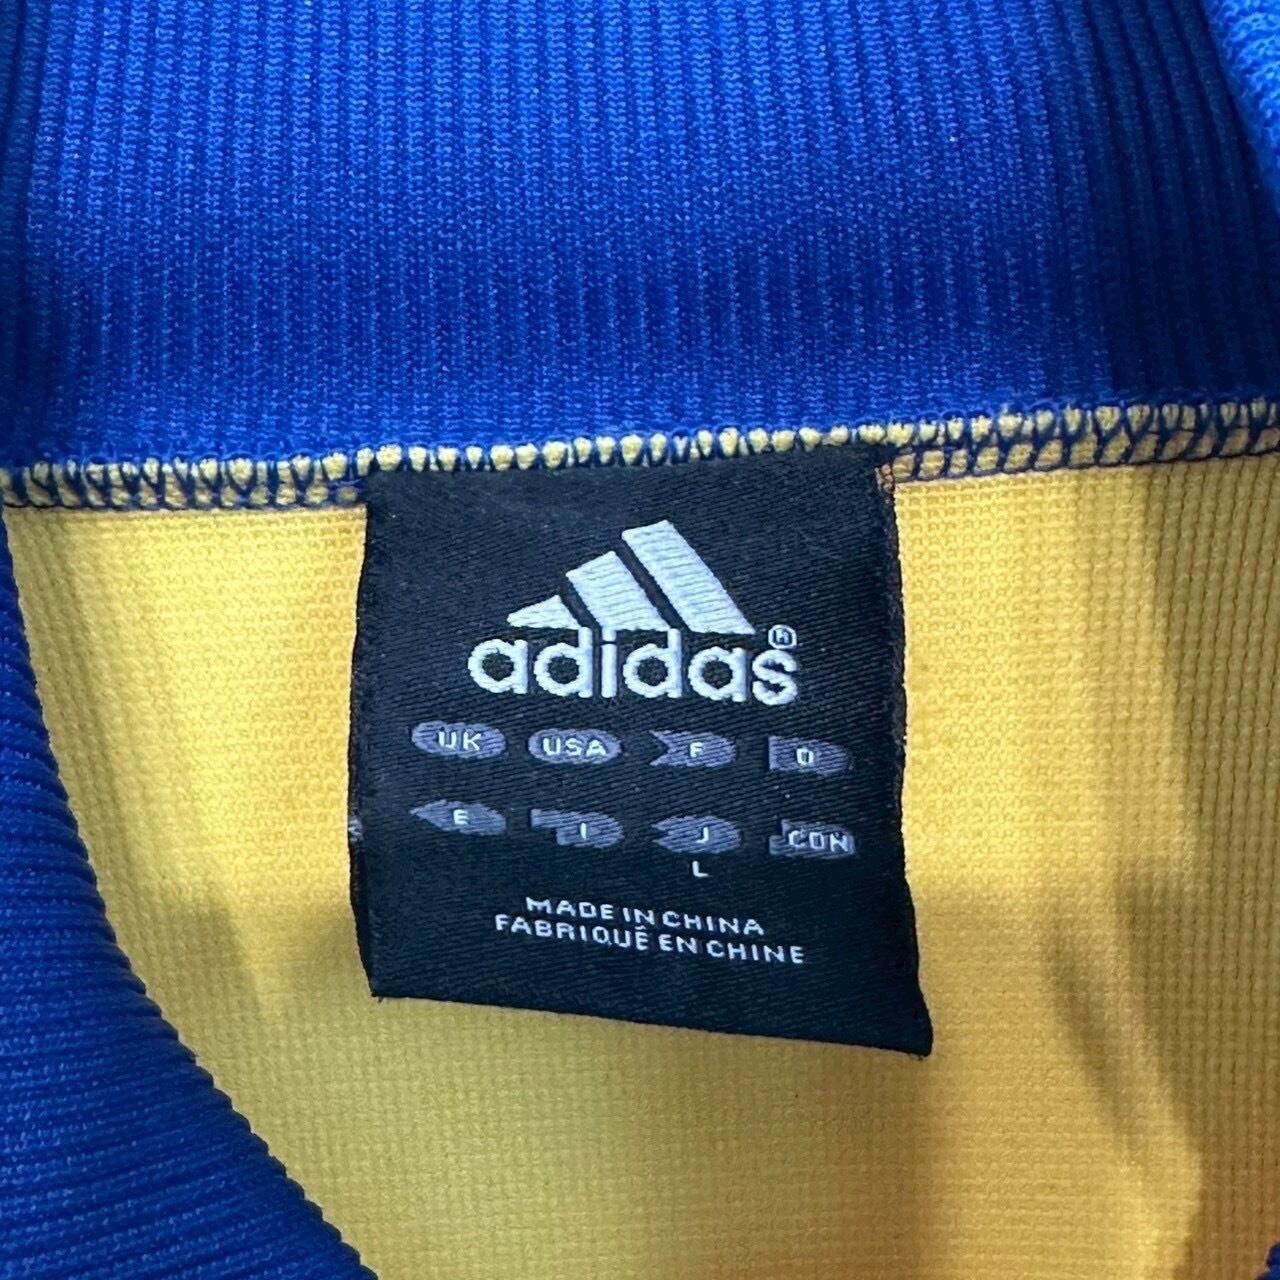 adidas®
UK USA F D
E I J CDN
L
MADE IN CHINA
FABRIQUÉ EN CHINE